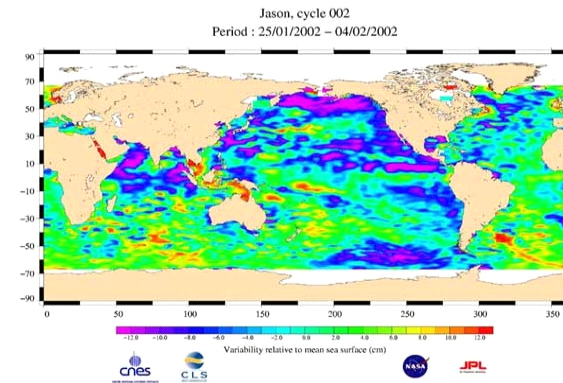 Jason, cycle 002
Period : 25/01/2002 − 04/02/2002
90
70
50
30
10
−10
−30
−50
−70
−90
0 50 100 150 200 250 300 350
−12.0 −10.0 −8.0 −6.0 −4.0 −2.0 0.0 2.0 4.0 6.0 8.0 10.0 12.0
Variability relative to mean sea surface (cm)
cnes
CLS
NASA
JPL